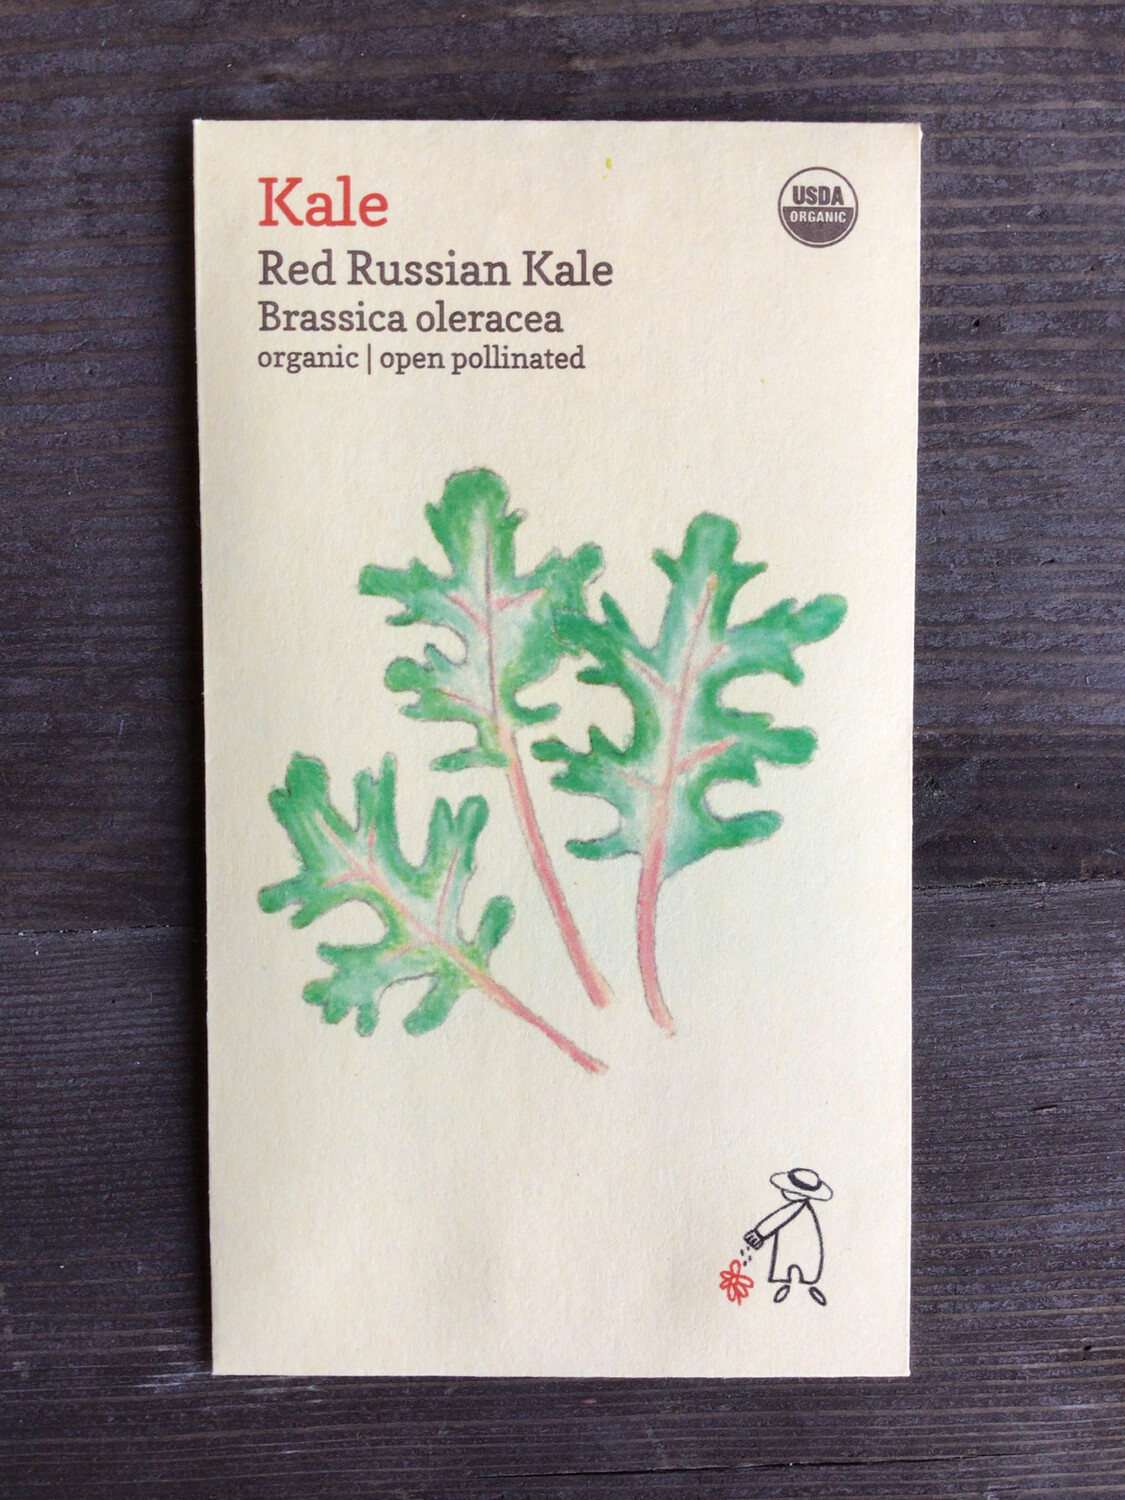 Kale
USDA
ORGANIC
Red Russian Kale
Brassica oleracea
organic | open pollinated